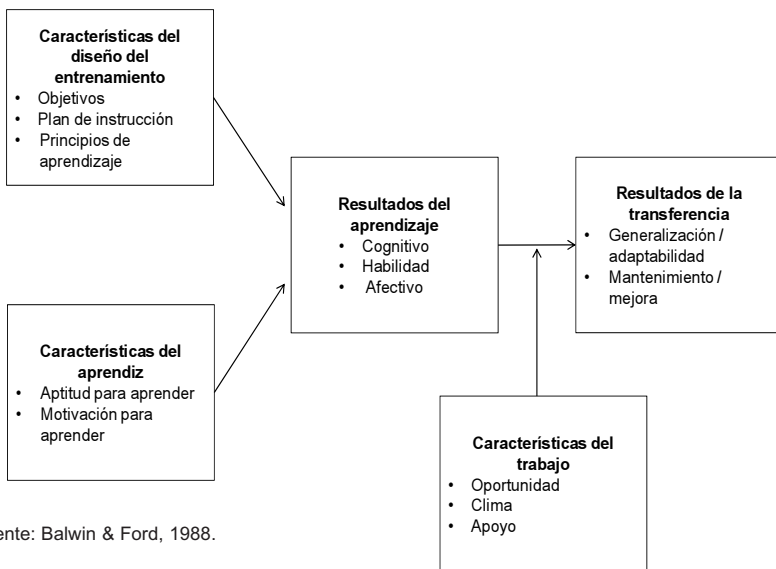 Características del
diseño del
entrenamiento
• Objetivos
• Plan de instrucción
• Principios de
aprendizaje
Características del
aprendiz
• Aptitud para aprender
• Motivación para
aprender
Resultados del
aprendizaje
• Cognitivo
• Habilidad
• Afectivo
Resultados de la
transferencia
• Generalización /
adaptabilidad
• Mantenimiento /
mejora
Características del
trabajo
• Oportunidad
• Clima
• Apoyo
ente: Balwin & Ford, 1988.